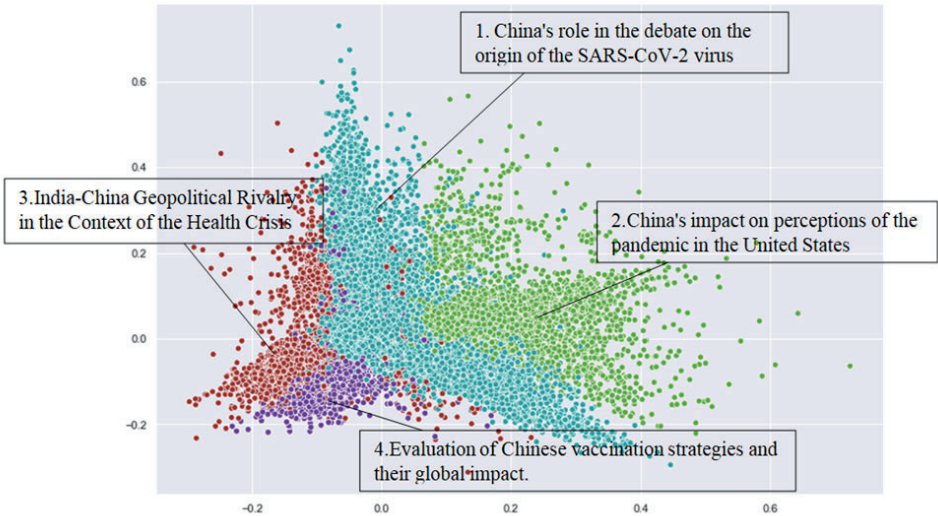 1. China's role in the debate on the
origin of the SARS-CoV-2 virus
0.6
0.4
3.India-China Geopolitical Rivalry
in the Context of the Health Crisis
2.China's impact on perceptions of the
pandemic in the United States
0.2
0.0
−0.2
4.Evaluation of Chinese vaccination strategies and
their global impact.
−0.2 0.0 0.2 0.4 0.6